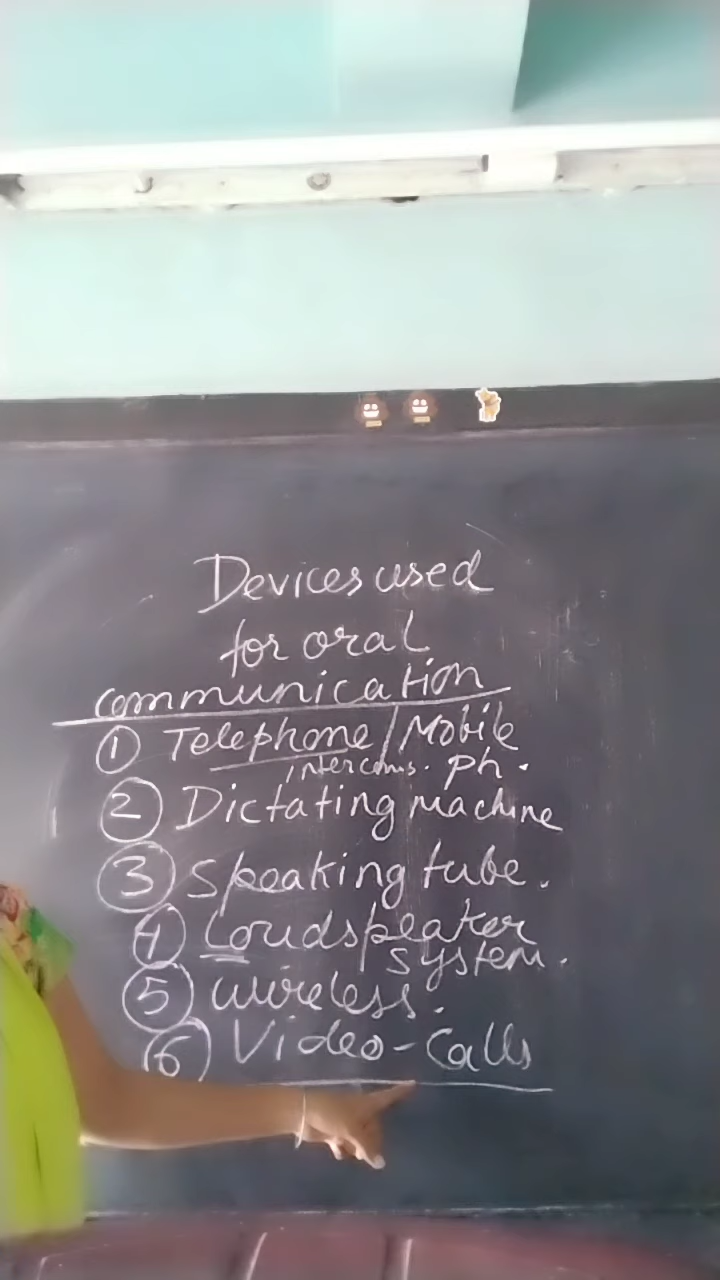 Devices used
for oral
communication
① Telephone/Mobile
intercoms. ph.
② Dictating machine
③ Speaking tube.
④ Loudspeaker
system.
⑤ Wireless.
⑥ Video-Calls